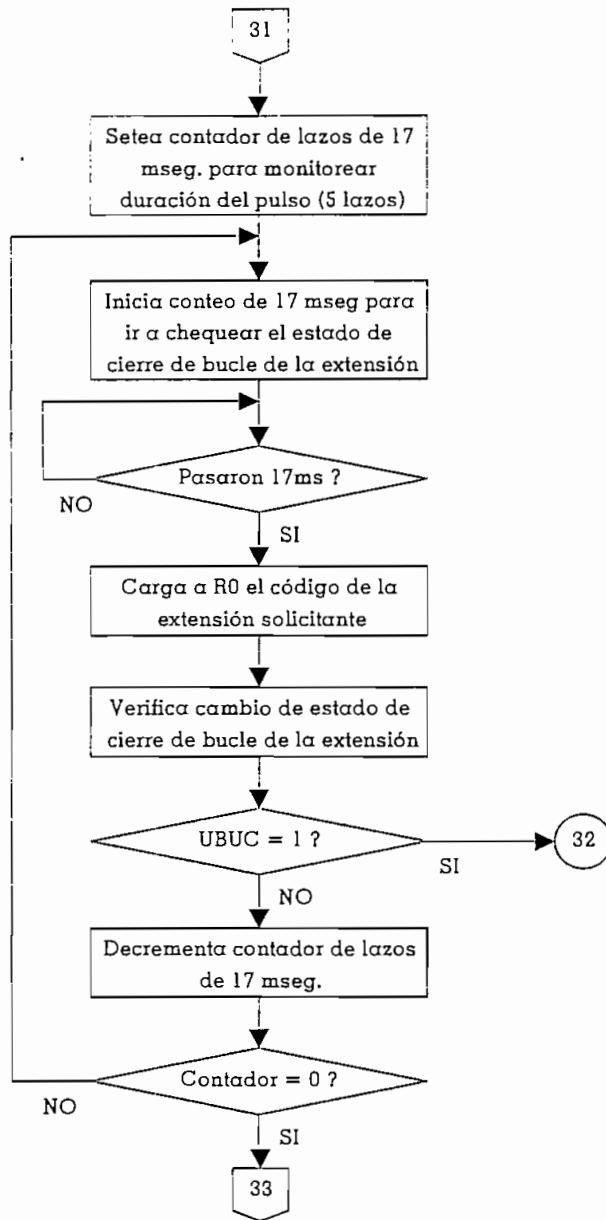 31
Setea contador de lazos de 17
mseg. para monitorear
duración del pulso (5 lazos)
Inicia conteo de 17 mseg para
ir a chequear el estado de
cierre de bucle de la extensión
Pasaron 17ms ?
NO
SI
Carga a R0 el código de la
extensión solicitante
Verifica cambio de estado de
cierre de bucle de la extensión
UBUC = 1 ?
32
SI
NO
Decrementa contador de lazos
de 17 mseg.
Contador = 0 ?
NO
SI
33